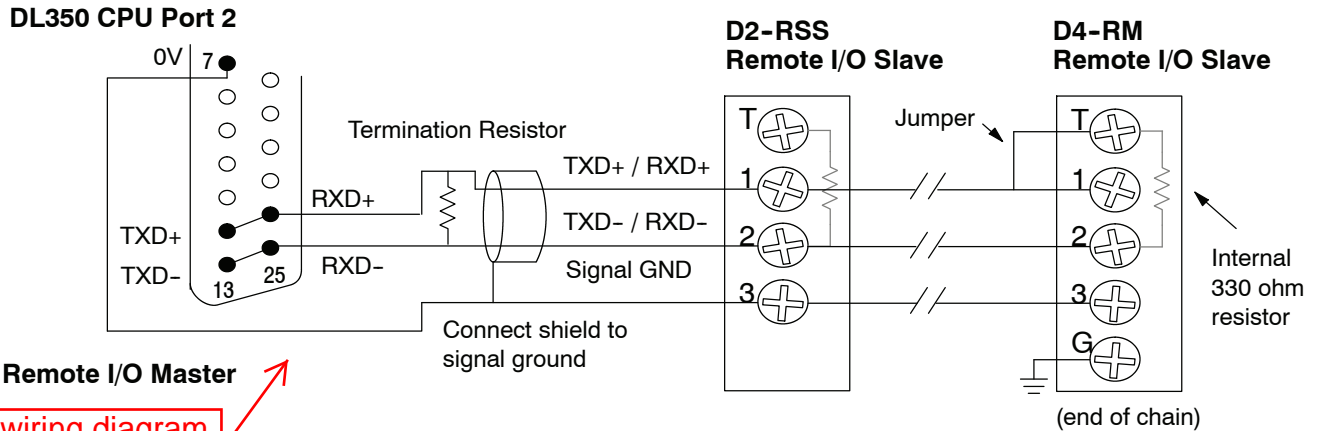 DL350 CPU Port 2
0V
7
TXD+
TXD-
13
25
RXD+
RXD-
Termination Resistor
TXD+ / RXD+
TXD- / RXD-
Signal GND
Connect shield to
signal ground
Remote I/O Master
wiring diagram
D2-RSS
Remote I/O Slave
T
1
2
3
Jumper
D4-RM
Remote I/O Slave
T
1
2
3
G
Internal
330 ohm
resistor
(end of chain)